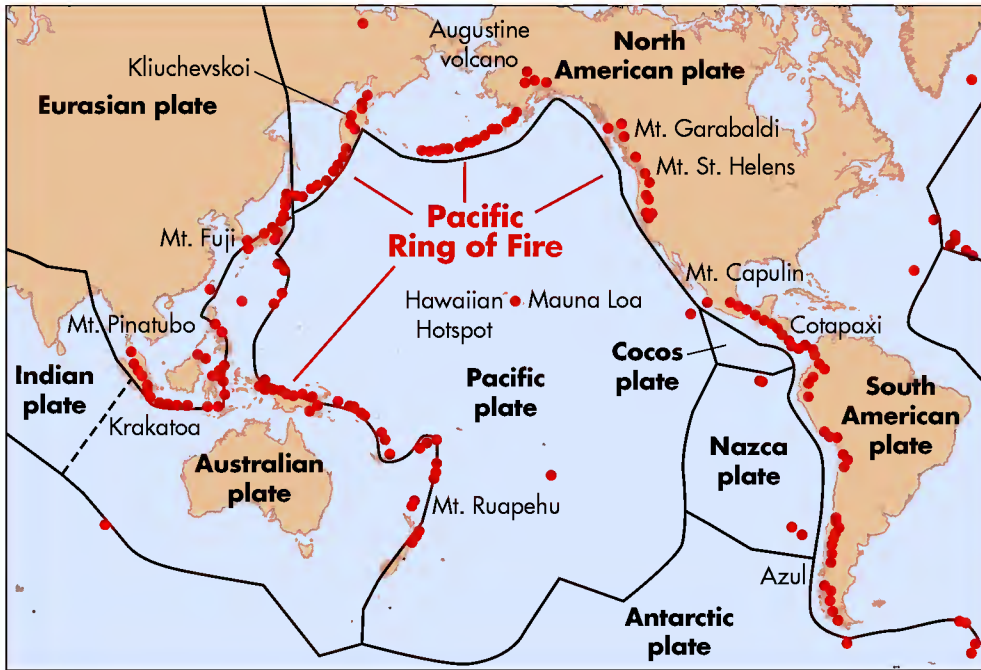 Augustine
volcano
North
American plate
Kliuchevskoi
Eurasian plate
Mt. Garabaldi
Mt. St. Helens
Pacific
Ring of Fire
Mt. Fuji
Mt. Capulin
Hawaiian
Hotspot
Mauna Loa
Mt. Pinatubo
Cotapaxi
Cocos
plate
Indian
plate
Pacific
plate
South
American
plate
Krakatoa
Australian
plate
Nazca
plate
Mt. Ruapehu
Azul
Antarctic
plate